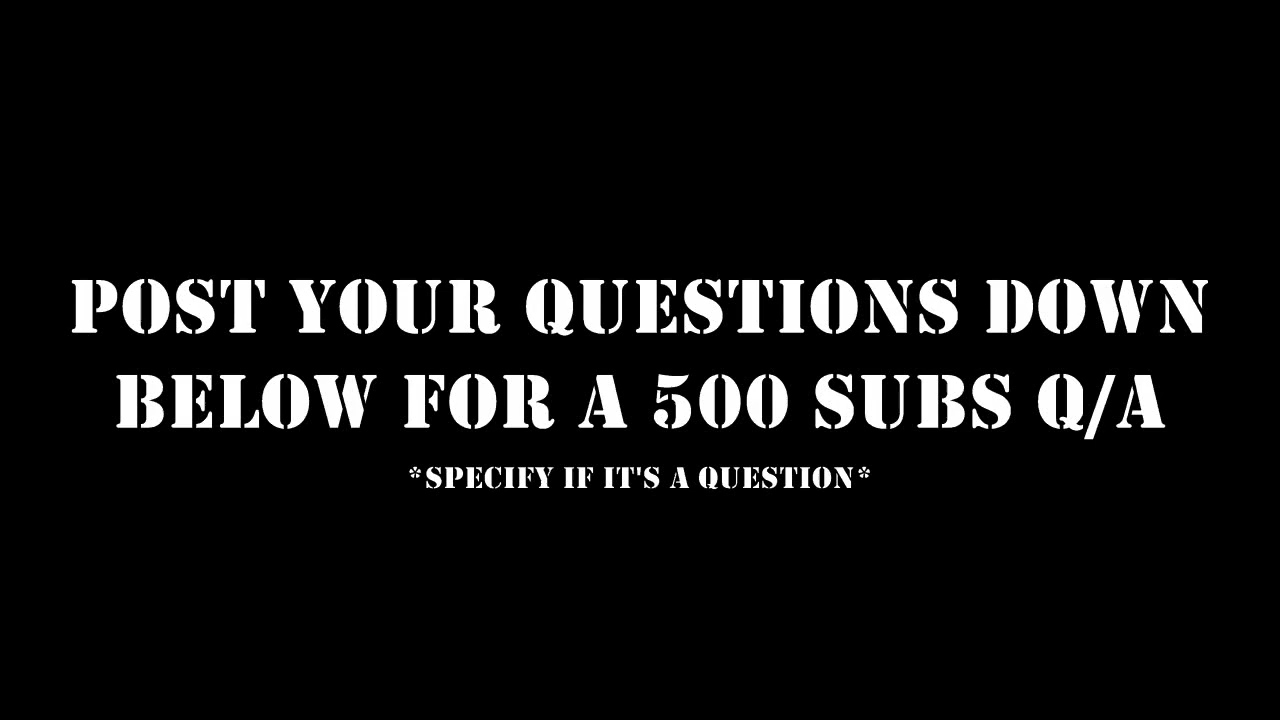 POST YOUR QUESTIONS DOWN
BELOW FOR A 500 SUBS Q/A
*SPECIFY IF IT'S A QUESTION*